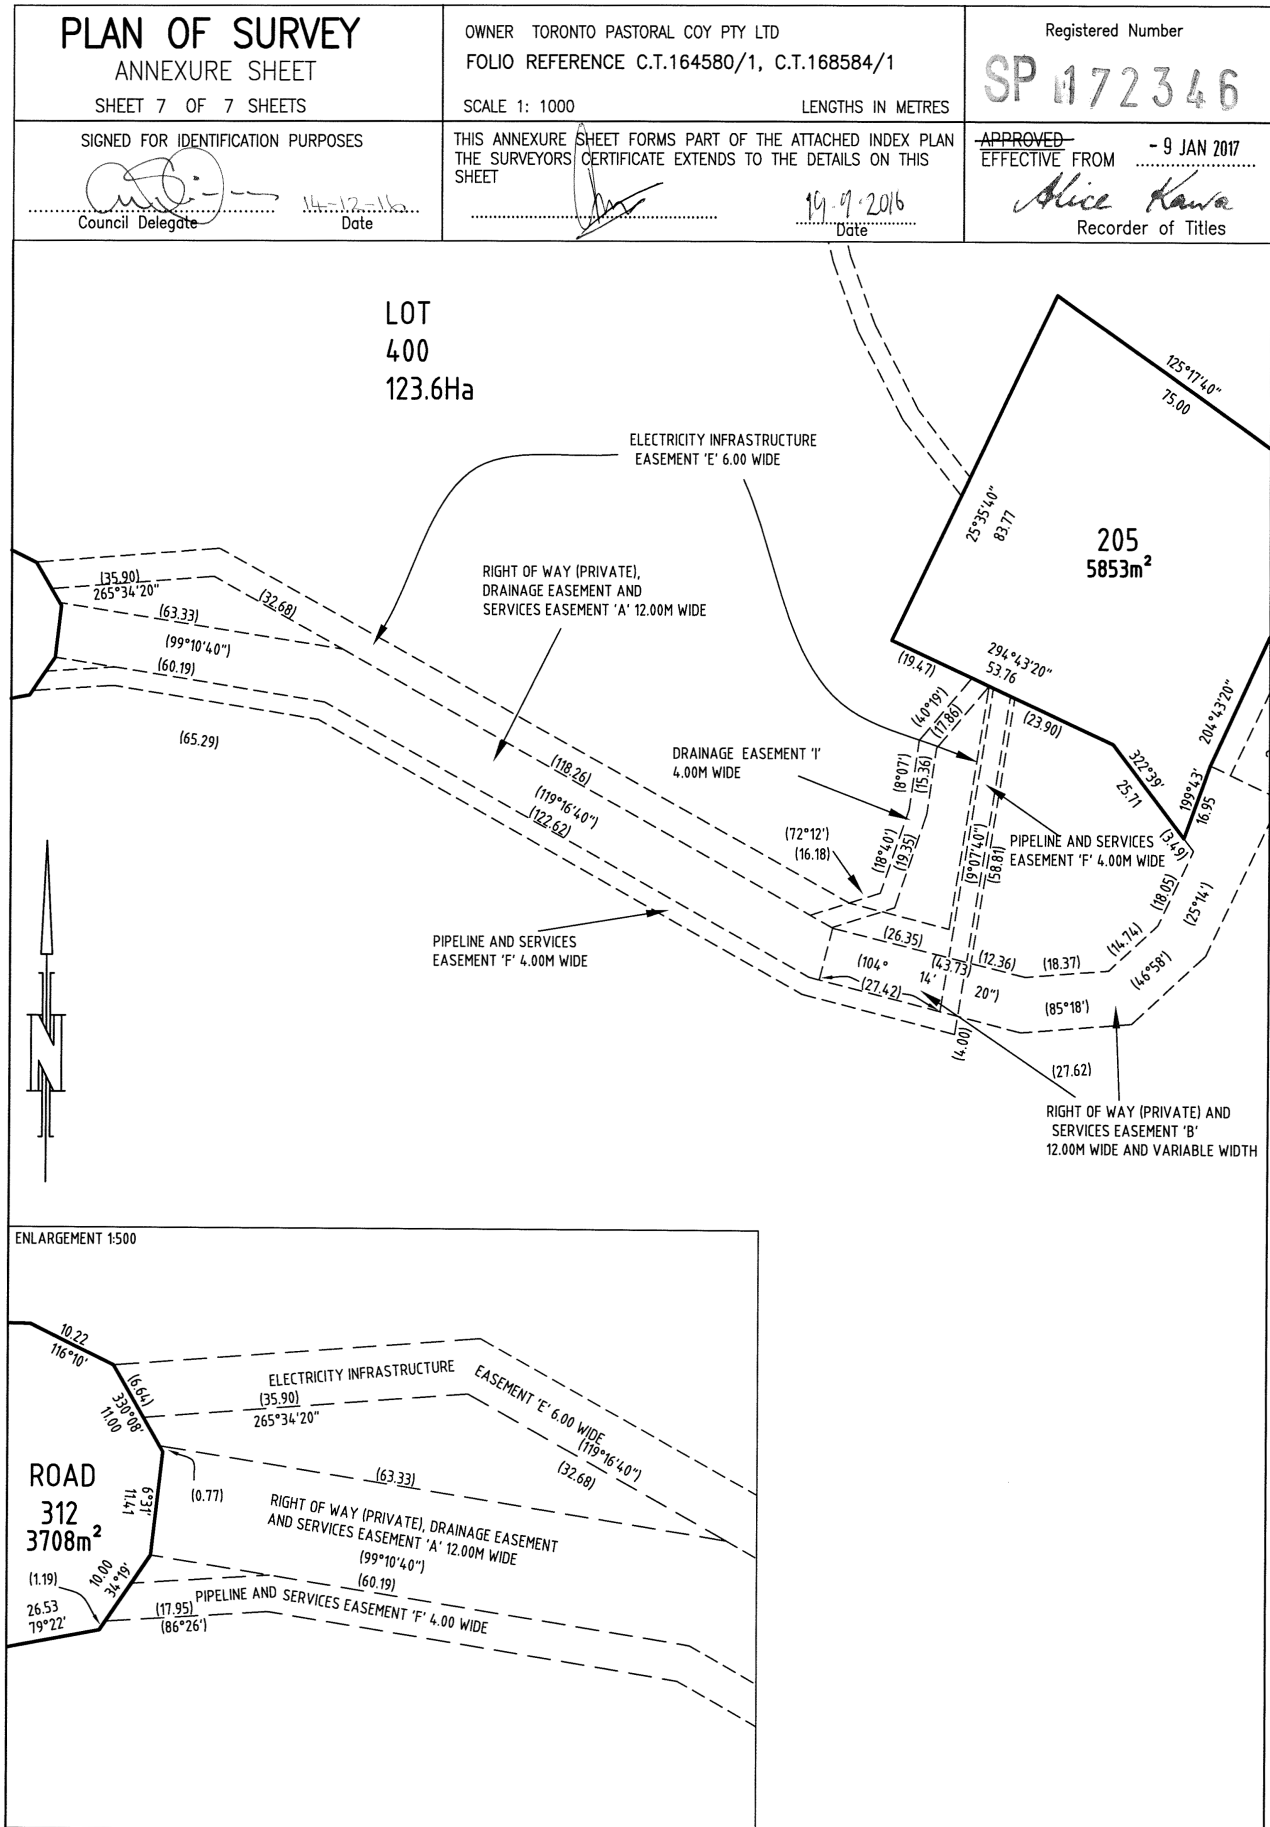 PLAN OF SURVEY
ANNEXURE SHEET
SHEET 7 OF 7 SHEETS
OWNER TORONTO PASTORAL COY PTY LTD
FOLIO REFERENCE C.T.164580/1, C.T.168584/1
SCALE 1: 1000
LENGTHS IN METRES
Registered Number
SP 172346
SIGNED FOR IDENTIFICATION PURPOSES
14-12-16
Council Delegate
Date
THIS ANNEXURE SHEET FORMS PART OF THE ATTACHED INDEX PLAN
THE SURVEYORS CERTIFICATE EXTENDS TO THE DETAILS ON THIS
SHEET
19-9-2016
Date
APPROVED
EFFECTIVE FROM
- 9 JAN 2017
Alice Kawa
Recorder of Titles
LOT
400
123.6Ha
125°17'40"
75.00
ELECTRICITY INFRASTRUCTURE
EASEMENT 'E' 6.00 WIDE
25°35'40"
83.77
205
5853m²
(35.90)
265°34'20"
(32.68)
(63.33)
(99°10'40")
(60.19)
(65.29)
RIGHT OF WAY (PRIVATE),
DRAINAGE EASEMENT AND
SERVICES EASEMENT 'A' 12.00M WIDE
(19.47)
294°43'20"
53.76
(40°19')
(17.86)
(23.90)
204°43'20"
DRAINAGE EASEMENT 'I'
4.00M WIDE
(8°07')
(15.36)
322°39'
25.71
199°43'
16.95
(118.26)
(119°16'40")
(122.62)
(72°12')
(16.18)
(18°40')
(19.35)
(9°07'40")
(58.81)
PIPELINE AND SERVICES
EASEMENT 'F' 4.00M WIDE
(3.49)
(18.05)
(25°14')
PIPELINE AND SERVICES
EASEMENT 'F' 4.00M WIDE
(26.35)
(104°
14'
20")
(43.73)
(12.36)
(18.37)
(14.74)
(46°58')
(27.42)
(85°18')
(4.00)
(27.62)
N
RIGHT OF WAY (PRIVATE) AND
SERVICES EASEMENT 'B'
12.00M WIDE AND VARIABLE WIDTH
ENLARGEMENT 1:500
10.22
116°10'
(6.64)
330°08'
11.00
ELECTRICITY INFRASTRUCTURE
EASEMENT 'E' 6.00 WIDE
(35.90)
265°34'20"
(119°16'40")
(32.68)
(63.33)
(0.77)
ROAD
312
3708m²
6°31'
11.41
RIGHT OF WAY (PRIVATE), DRAINAGE EASEMENT
AND SERVICES EASEMENT 'A' 12.00M WIDE
(99°10'40")
(60.19)
10.00
34°19'
(1.19)
26.53
79°22'
PIPELINE AND SERVICES EASEMENT 'F' 4.00 WIDE
(17.95)
(86°26')